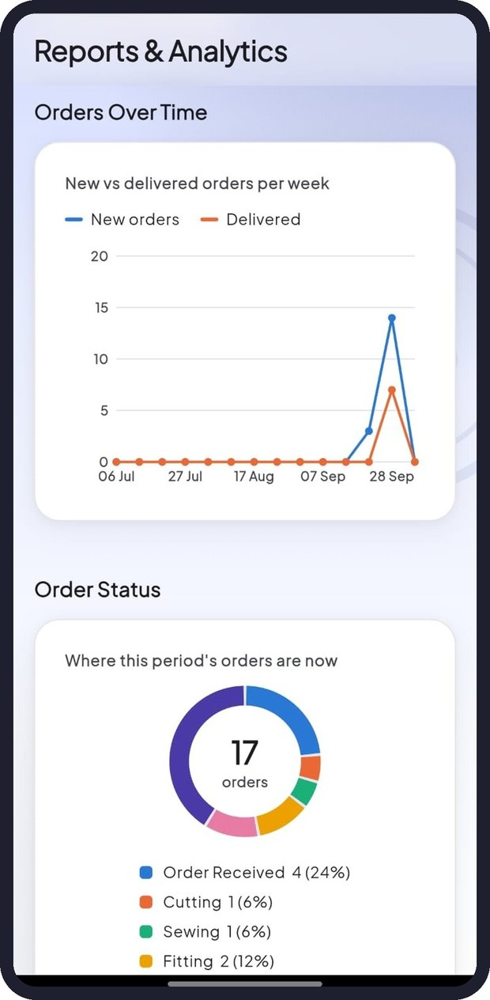 Reports & Analytics
Orders Over Time
New vs delivered orders per week
New orders Delivered
20
15
10
5
0
06 Jul 27 Jul 17 Aug 07 Sep 28 Sep
Order Status
Where this period's orders are now
17
orders
Order Received 4 (24%)
Cutting 1 (6%)
Sewing 1 (6%)
Fitting 2 (12%)